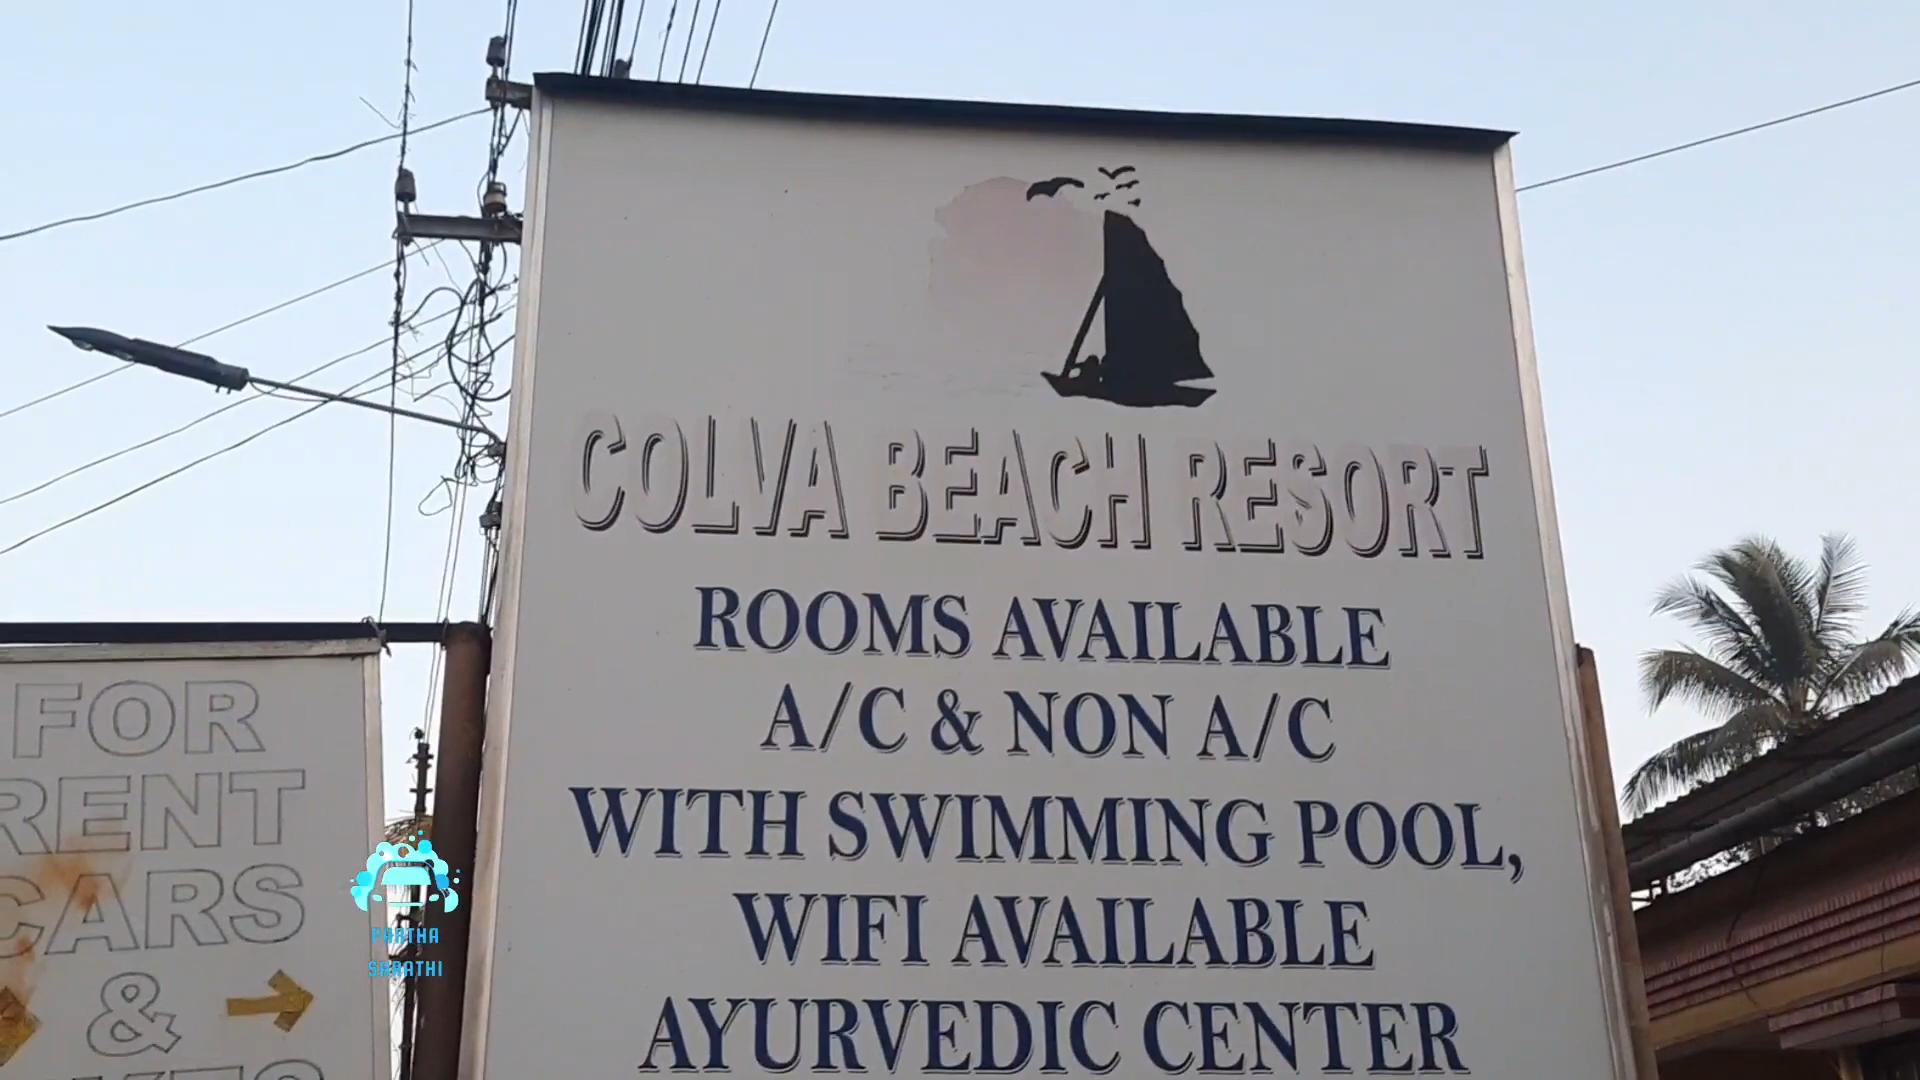 COLVA BEACH RESORT
ROOMS AVAILABLE
A/C & NON A/C
WITH SWIMMING POOL,
WIFI AVAILABLE
AYURVEDIC CENTER
FOR
RENT
CARS
&
PARTHA
SARATHI